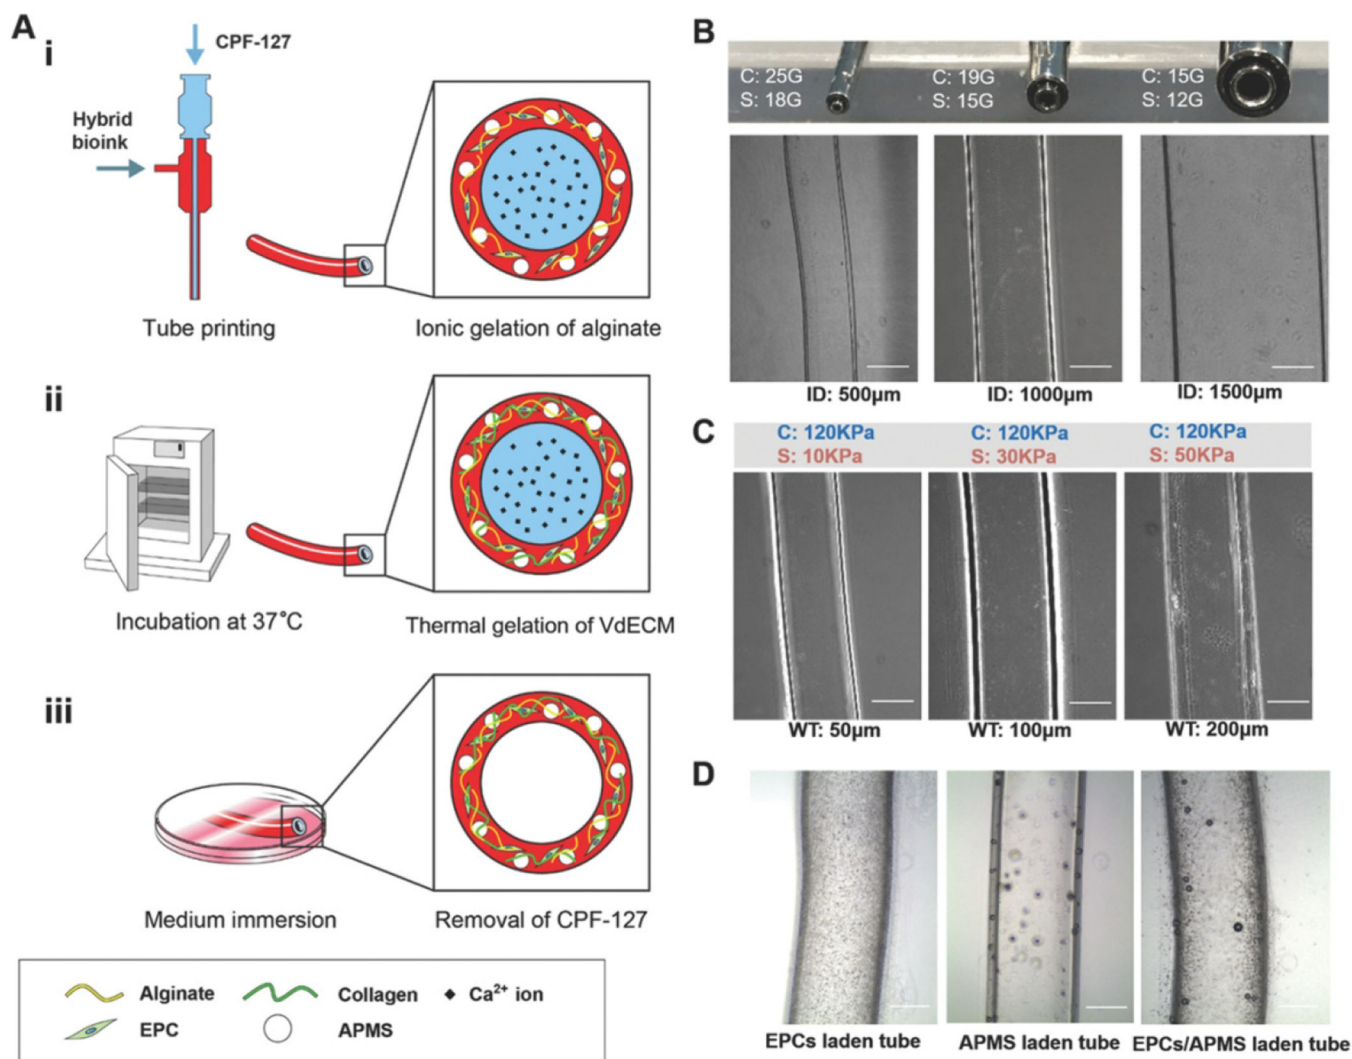 A
i
CPF-127
Hybrid
bioink
Tube printing
Ionic gelation of alginate
ii
Incubation at 37°C
Thermal gelation of VdECM
iii
Medium immersion
Removal of CPF-127
Alginate
Collagen
Ca²⁺ ion
EPC
APMS
B
C: 25G
S: 18G
C: 19G
S: 15G
C: 15G
S: 12G
ID: 500μm
ID: 1000μm
ID: 1500μm
C
C: 120KPa
S: 10KPa
C: 120KPa
S: 30KPa
C: 120KPa
S: 50KPa
WT: 50μm
WT: 100μm
WT: 200μm
D
EPCs laden tube
APMS laden tube
EPCs/APMS laden tube